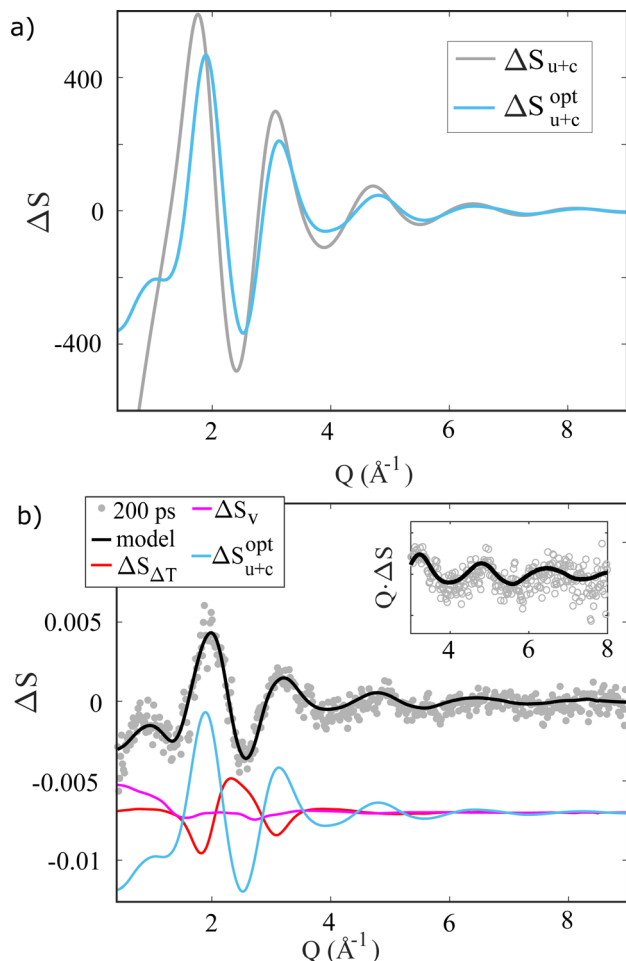 a)
ΔS u+c
ΔS opt u+c
400
0
-400
ΔS
2 4 6 8
Q (Å⁻¹)
b)
200 ps
model
ΔS ΔT
ΔS v
ΔS opt u+c
Q·ΔS
4 6 8
0.005
0
-0.005
-0.01
ΔS
2 4 6 8
Q (Å⁻¹)